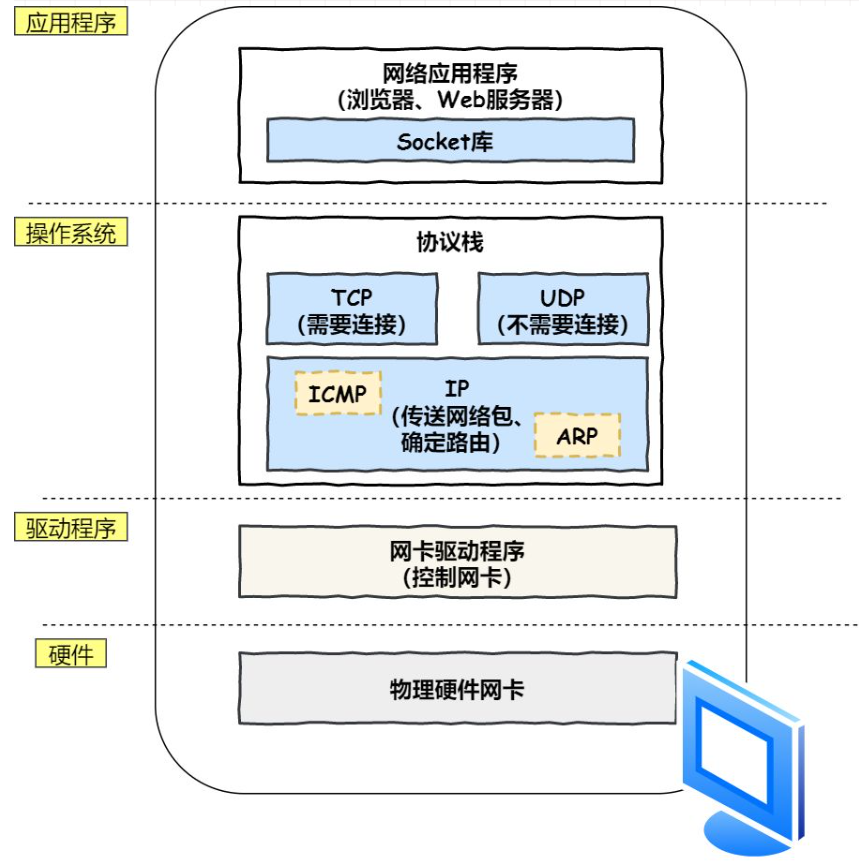 应用程序
网络应用程序
(浏览器、Web服务器)
Socket库
操作系统
协议栈
TCP
(需要连接)
UDP
(不需要连接)
ICMP
IP
(传送网络包、
确定路由)
ARP
驱动程序
网卡驱动程序
(控制网卡)
硬件
物理硬件网卡